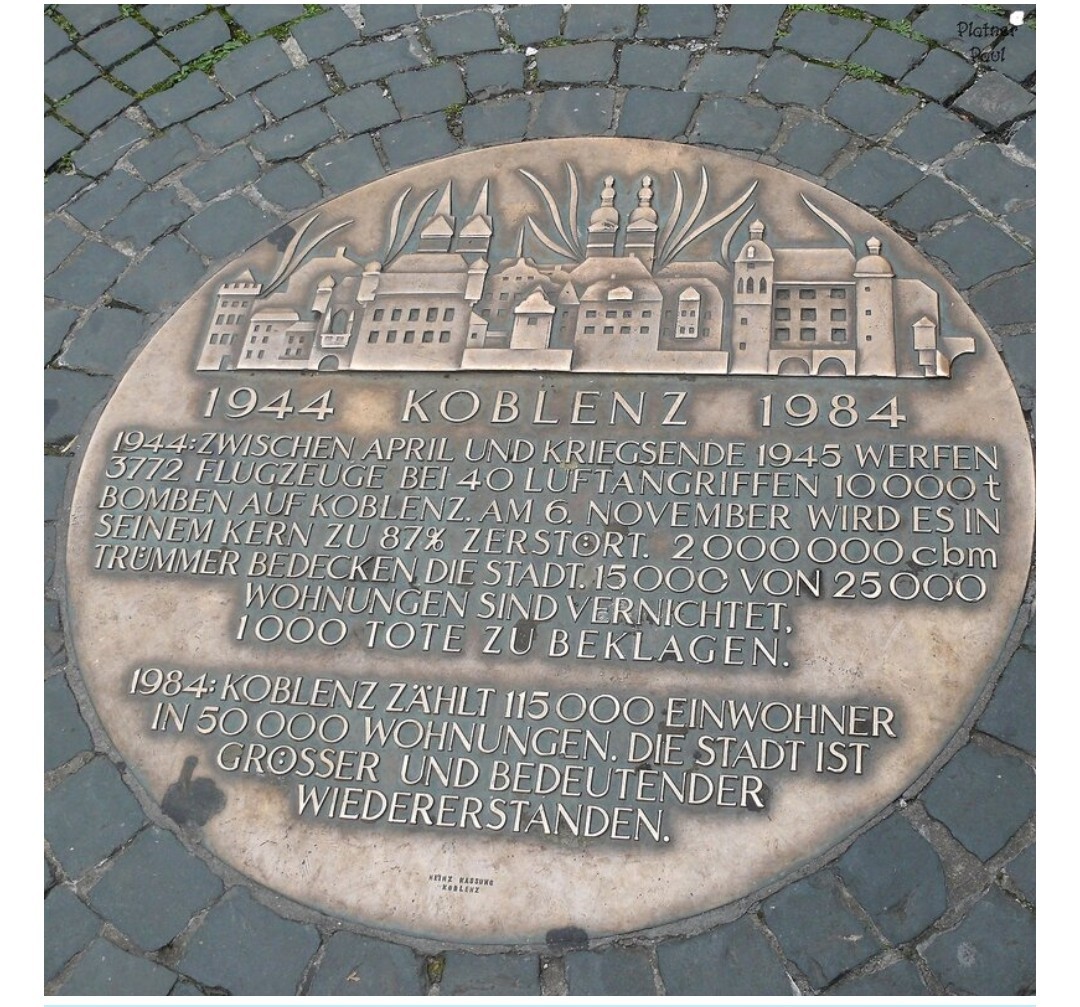 Platner
Paul
1944 KOBLENZ 1984
1944: ZWISCHEN APRIL UND KRIEGSENDE 1945 WERFEN
3772 FLUGZEUGE BEI 40 LUFTANGRIFFEN 10000t
BOMBEN AUF KOBLENZ. AM 6. NOVEMBER WIRD ES IN
SEINEM KERN ZU 87% ZERSTÖRT. 2000000 cbm
TRÜMMER BEDECKEN DIE STADT. 15000 VON 25000
WOHNUNGEN SIND VERNICHTET,
1000 TOTE ZU BEKLAGEN.
1984: KOBLENZ ZÄHLT 115000 EINWOHNER
IN 50000 WOHNUNGEN. DIE STADT IST
GRÖSSER UND BEDEUTENDER
WIEDERERSTANDEN.
HEINZ KASSUNG
KOBLENZ